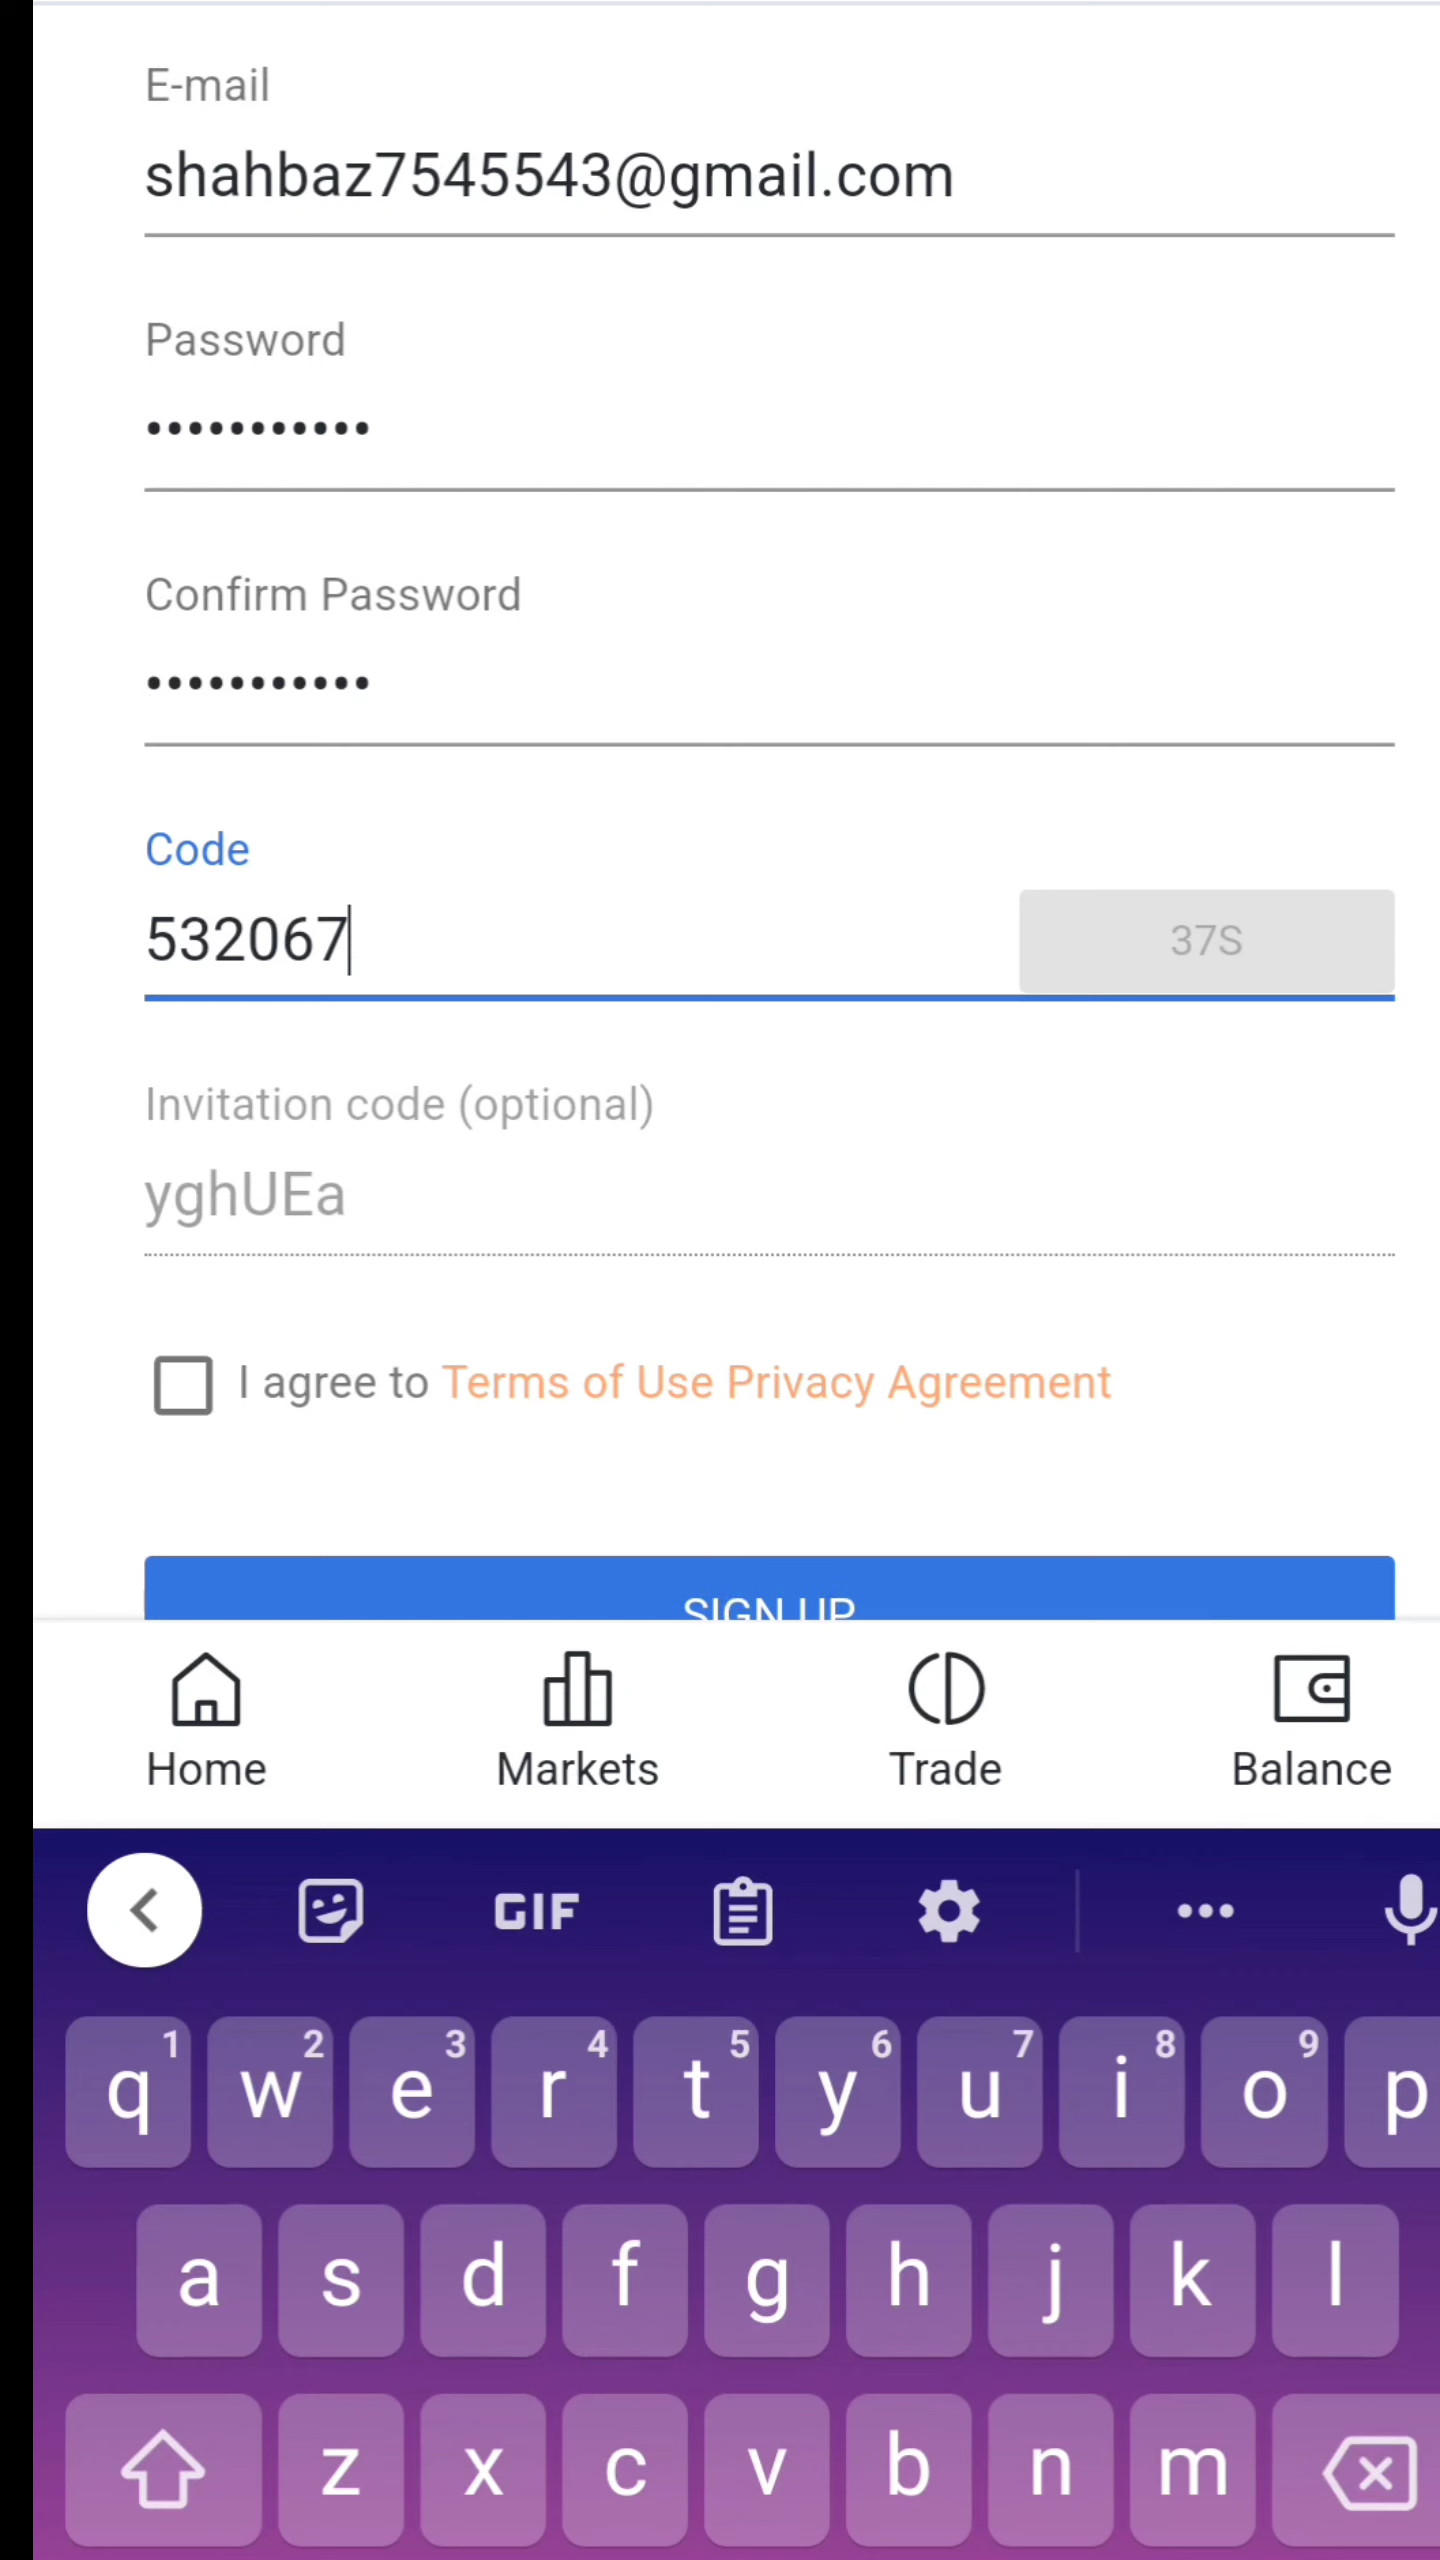 E-mail
shahbaz7545543@gmail.com
Password
•••••••••••
Confirm Password
•••••••••••
Code
532067
37S
Invitation code (optional)
yghUEa
I agree to Terms of Use Privacy Agreement
SIGN UP
Home Markets Trade Balance
GIF
1 2 3 4 5 6 7 8 9
q w e r t y u i o p
a s d f g h j k l
z x c v b n m